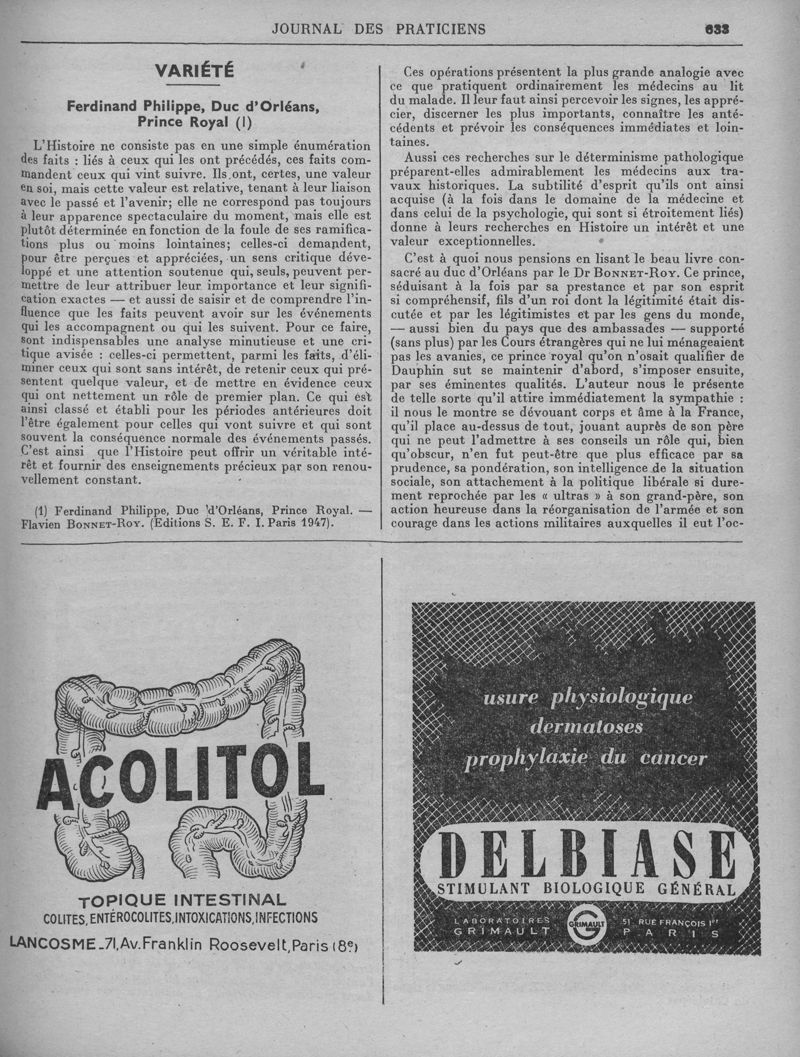 JOURNAL DES PRATICIENS
633
VARIÉTÉ
Ferdinand Philippe, Duc d'Orléans,
Prince Royal (I)
L'Histoire ne consiste pas en une simple énumération
des faits : liés à ceux qui les ont précédés, ces faits com-
mandent ceux qui vint suivre. Ils ont, certes, une valeur
en soi, mais cette valeur est relative, tenant à leur liaison
avec le passé et l'avenir; elle ne correspond pas toujours
à leur apparence spectaculaire du moment, mais elle est
plutôt déterminée en fonction de la foule de ses ramifica-
tions plus ou moins lointaines; celles-ci demandent,
pour être perçues et appréciées, un sens critique déve-
loppé et une attention soutenue qui, seuls, peuvent per-
mettre de leur attribuer leur importance et leur signifi-
cation exactes — et aussi de saisir et de comprendre l'in-
fluence que les faits peuvent avoir sur les événements
qui les accompagnent ou qui les suivent. Pour ce faire,
sont indispensables une analyse minutieuse et une cri-
tique avisée : celles-ci permettent, parmi les faits, d'éli-
miner ceux qui sont sans intérêt, de retenir ceux qui pré-
sentent quelque valeur, et de mettre en évidence ceux
qui ont nettement un rôle de premier plan. Ce qui est
ainsi classé et établi pour les périodes antérieures doit
l'être également pour celles qui vont suivre et qui sont
souvent la conséquence normale des événements passés.
C'est ainsi que l'Histoire peut offrir un véritable inté-
rêt et fournir des enseignements précieux par son renou-
vellement constant.
(1) Ferdinand Philippe, Duc 'd'Orléans, Prince Royal. —
Flavien BONNET-ROY. (Editions S. E. F. I. Paris 1947).
Ces opérations présentent la plus grande analogie avec
ce que pratiquent ordinairement les médecins au lit
du malade. Il leur faut ainsi percevoir les signes, les appré-
cier, discerner les plus importants, connaître les anté-
cédents et prévoir les conséquences immédiates et loin-
taines.
Aussi ces recherches sur le déterminisme pathologique
préparent-elles admirablement les médecins aux tra-
vaux historiques. La subtilité d'esprit qu'ils ont ainsi
acquise (à la fois dans le domaine de la médecine et
dans celui de la psychologie, qui sont si étroitement liés)
donne à leurs recherches en Histoire un intérêt et une
valeur exceptionnelles.
C'est à quoi nous pensions en lisant le beau livre con-
sacré au duc d'Orléans par le Dr BONNET-ROY. Ce prince,
séduisant à la fois par sa prestance et par son esprit
si compréhensif, fils d'un roi dont la légitimité était dis-
cutée et par les légitimistes et par les gens du monde,
— aussi bien du pays que des ambassades — supporté
(sans plus) par les Cours étrangères qui ne lui ménageaient
pas les avanies, ce prince royal qu'on n'osait qualifier de
Dauphin sut se maintenir d'abord, s'imposer ensuite,
par ses éminentes qualités. L'auteur nous le présente
de telle sorte qu'il attire immédiatement la sympathie :
il nous le montre se dévouant corps et âme à la France,
qu'il place au-dessus de tout, jouant auprès de son père
qui ne peut l'admettre à ses conseils un rôle qui, bien
qu'obscur, n'en fut peut-être que plus efficace par sa
prudence, sa pondération, son intelligence de la situation
sociale, son attachement à la politique libérale si dure-
ment reprochée par les « ultras » à son grand-père, son
action heureuse dans la réorganisation de l'armée et son
courage dans les actions militaires auxquelles il eut l'oc-
ACOLITOL
TOPIQUE INTESTINAL
COLITES, ENTÉROCOLITES, INTOXICATIONS, INFECTIONS
LANCOSME_71, Av. Franklin Roosevelt, Paris (8e)
usure physiologique
dermatoses
prophylaxie du cancer
DELBIASE
STIMULANT BIOLOGIQUE GÉNÉRAL
LABORATOIRES
GRIMAULT
G
GRIMAULT
51 RUE FRANÇOIS Ier
PARIS